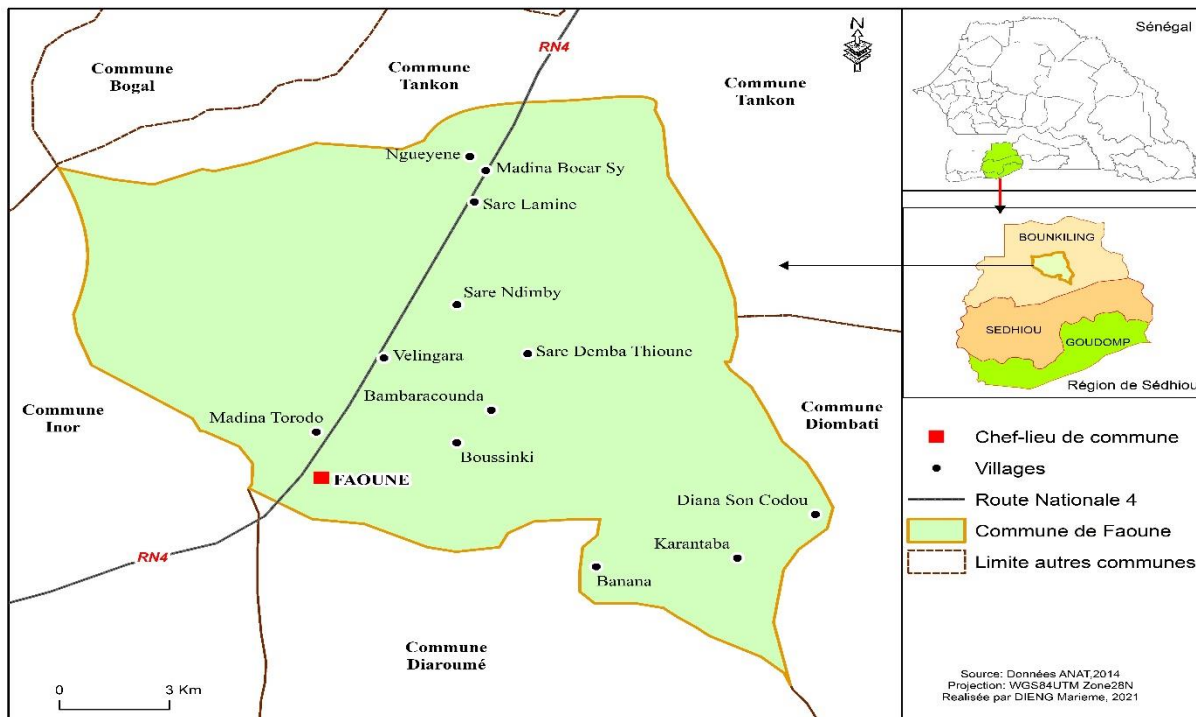 N
RN4
Commune
Bogal
Commune
Tankon
Commune
Tankon
Ngueyene
Madina Bocar Sy
Sare Lamine
Sare Ndimby
Velingara
Sare Demba Thioune
Bambaracounda
Madina Torodo
Boussinki
FAOUNE
Commune
Inor
Commune
Diombati
Diana Son Codou
Karantaba
Banana
RN4
Commune
Diaroumé
0 3 Km
Sénégal
BOUNKILING
SEDHIOU
GOUDOMP
Région de Sédhiou
Chef-lieu de commune
Villages
Route Nationale 4
Commune de Faoune
Limite autres communes
Source: Données ANAT,2014
Projection: WGS84UTM Zone28N
Realisée par DIENG Marieme, 2021